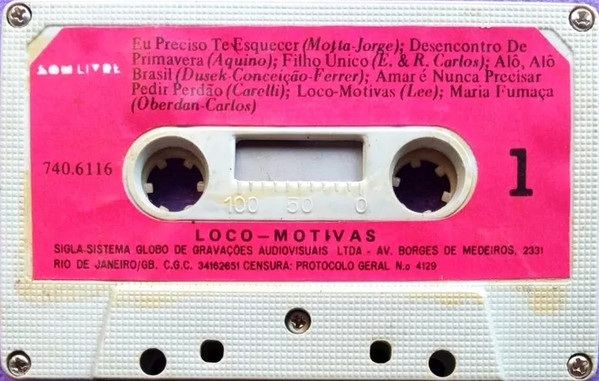 SOM LIVRE
Eu Preciso Te Esquecer (Motta-Jorge); Desencontro De
Primavera (Aquino); Filho Único (E. & R. Carlos); Alô, Alô
Brasil (Dusek-Conceição-Ferrer); Amar é Nunca Precisar
Pedir Perdão (Carelli); Loco-Motivas (Lee); Maria Fumaça
(Oberdan-Carlos)
740.6116
1
100 50 0
LOCO-MOTIVAS
SIGLA-SISTEMA GLOBO DE GRAVAÇÕES AUDIOVISUAIS LTDA - AV. BORGES DE MEDEIROS, 2331
RIO DE JANEIRO/GB. C.G.C. 34162651 CENSURA: PROTOCOLO GERAL N.o 4129